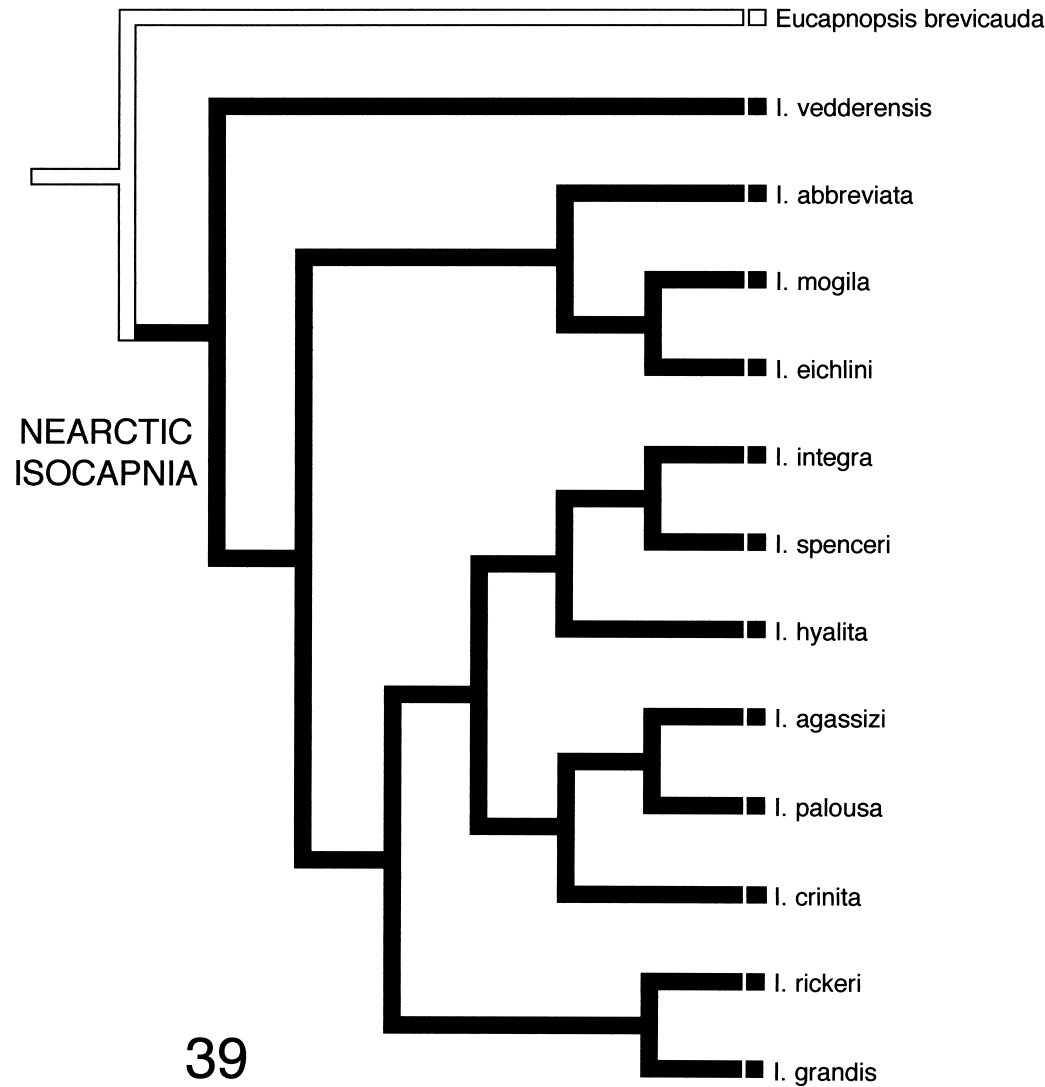 Eucapnopsis brevicauda
I. vedderensis
I. abbreviata
I. mogila
I. eichlini
NEARCTIC
ISOCAPNIA
I. integra
I. spenceri
I. hyalita
I. agassizi
I. palousa
I. crinita
I. rickeri
39
I. grandis